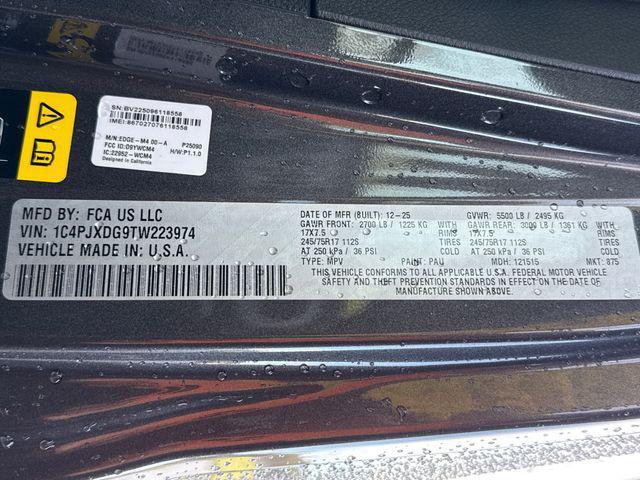 SN:BV225096118558
IMEI:867027076118558
M/N:EDGE-M4 00-A P25090
FCC ID:D9YWCM4 H/W:P1.1.0
IC:22952-WCM4
Designed in California
MFD BY: FCA US LLC
VIN: 1C4PJXDG9TW223974
VEHICLE MADE IN U.S.A.
DATE OF MFR (BUILT): 12-25 GVWR: 5500 LB / 2495 KG
GAWR FRONT: 2700 LB / 1225 KG WITH GAWR REAR: 3000 LB / 1361 KG WITH
17X7.5 RIMS 17X7.5 RIMS
245/75R17 112S TIRES 245/75R17 112S TIRES
AT 250 kPa / 36 PSI COLD AT 250 kPa / 36 PSI COLD
TYPE: MPV PAINT: PAU MDH: 121515 MKT: 875
THIS VEHICLE CONFORMS TO ALL APPLICABLE U.S.A. FEDERAL MOTOR VEHICLE
SAFETY AND THEFT PREVENTION STANDARDS IN EFFECT ON THE DATE OF
MANUFACTURE SHOWN ABOVE.